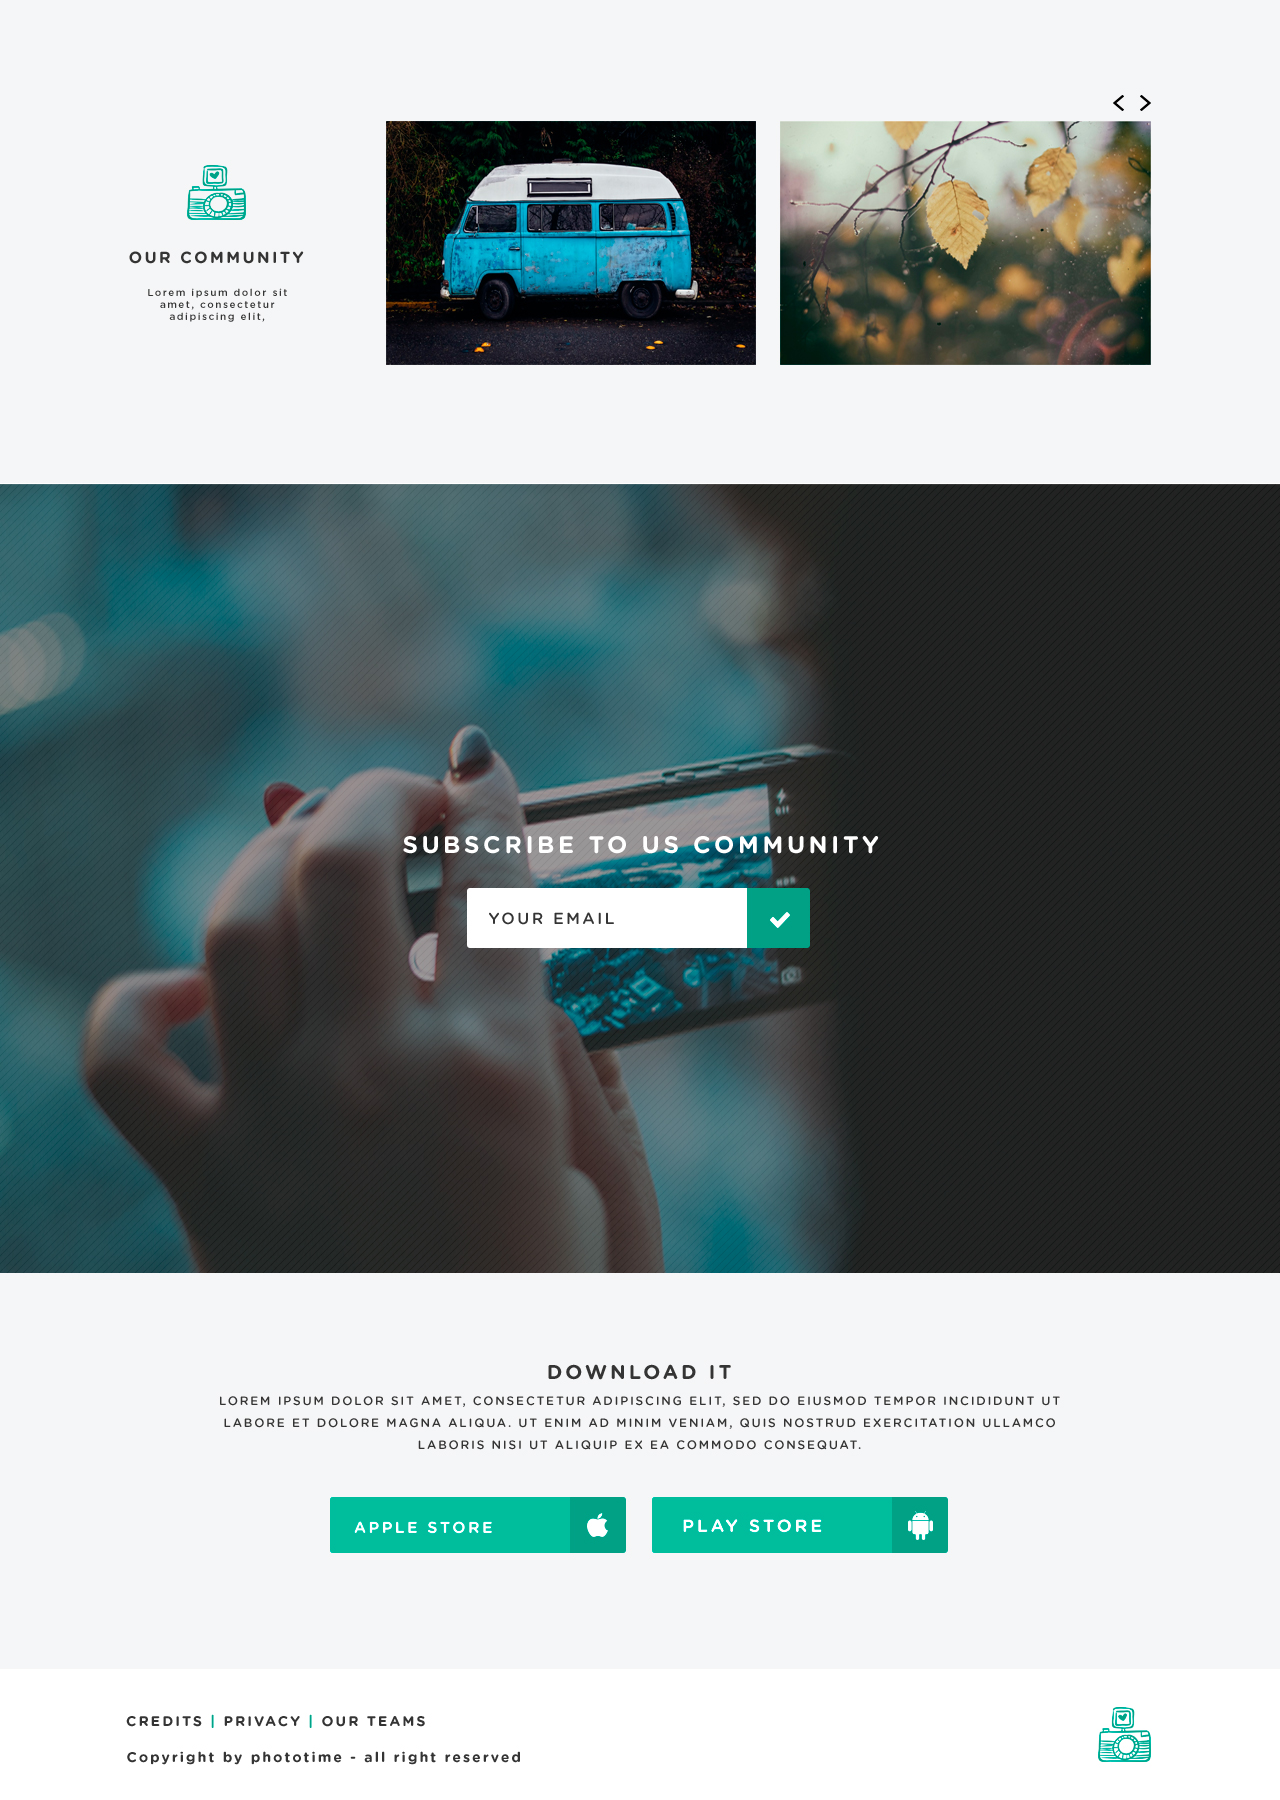 OUR COMMUNITY
Lorem ipsum dolor sit
amet, consectetur
adipiscing elit,
SUBSCRIBE TO US COMMUNITY
YOUR EMAIL
Off
HDR
DOWNLOAD IT
LOREM IPSUM DOLOR SIT AMET, CONSECTETUR ADIPISCING ELIT, SED DO EIUSMOD TEMPOR INCIDIDUNT UT
LABORE ET DOLORE MAGNA ALIQUA. UT ENIM AD MINIM VENIAM, QUIS NOSTRUD EXERCITATION ULLAMCO
LABORIS NISI UT ALIQUIP EX EA COMMODO CONSEQUAT.
APPLE STORE
PLAY STORE
CREDITS | PRIVACY | OUR TEAMS
Copyright by phototime - all right reserved